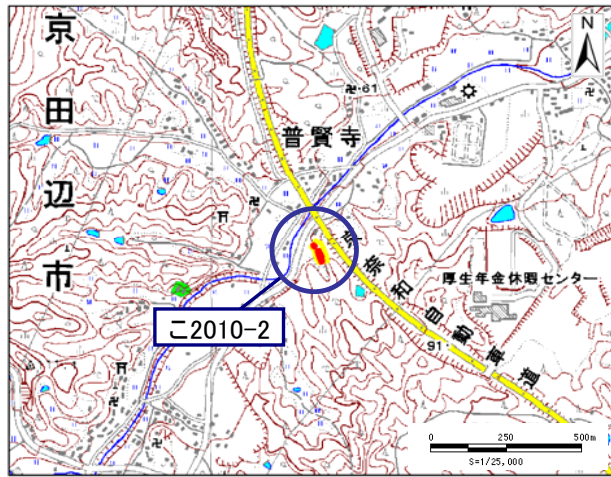 京田辺市
N
・61
普賢寺
京奈和自動車道
厚生年金休暇センター
こ2010-2
91・
0 250 500m
S=1/25,000